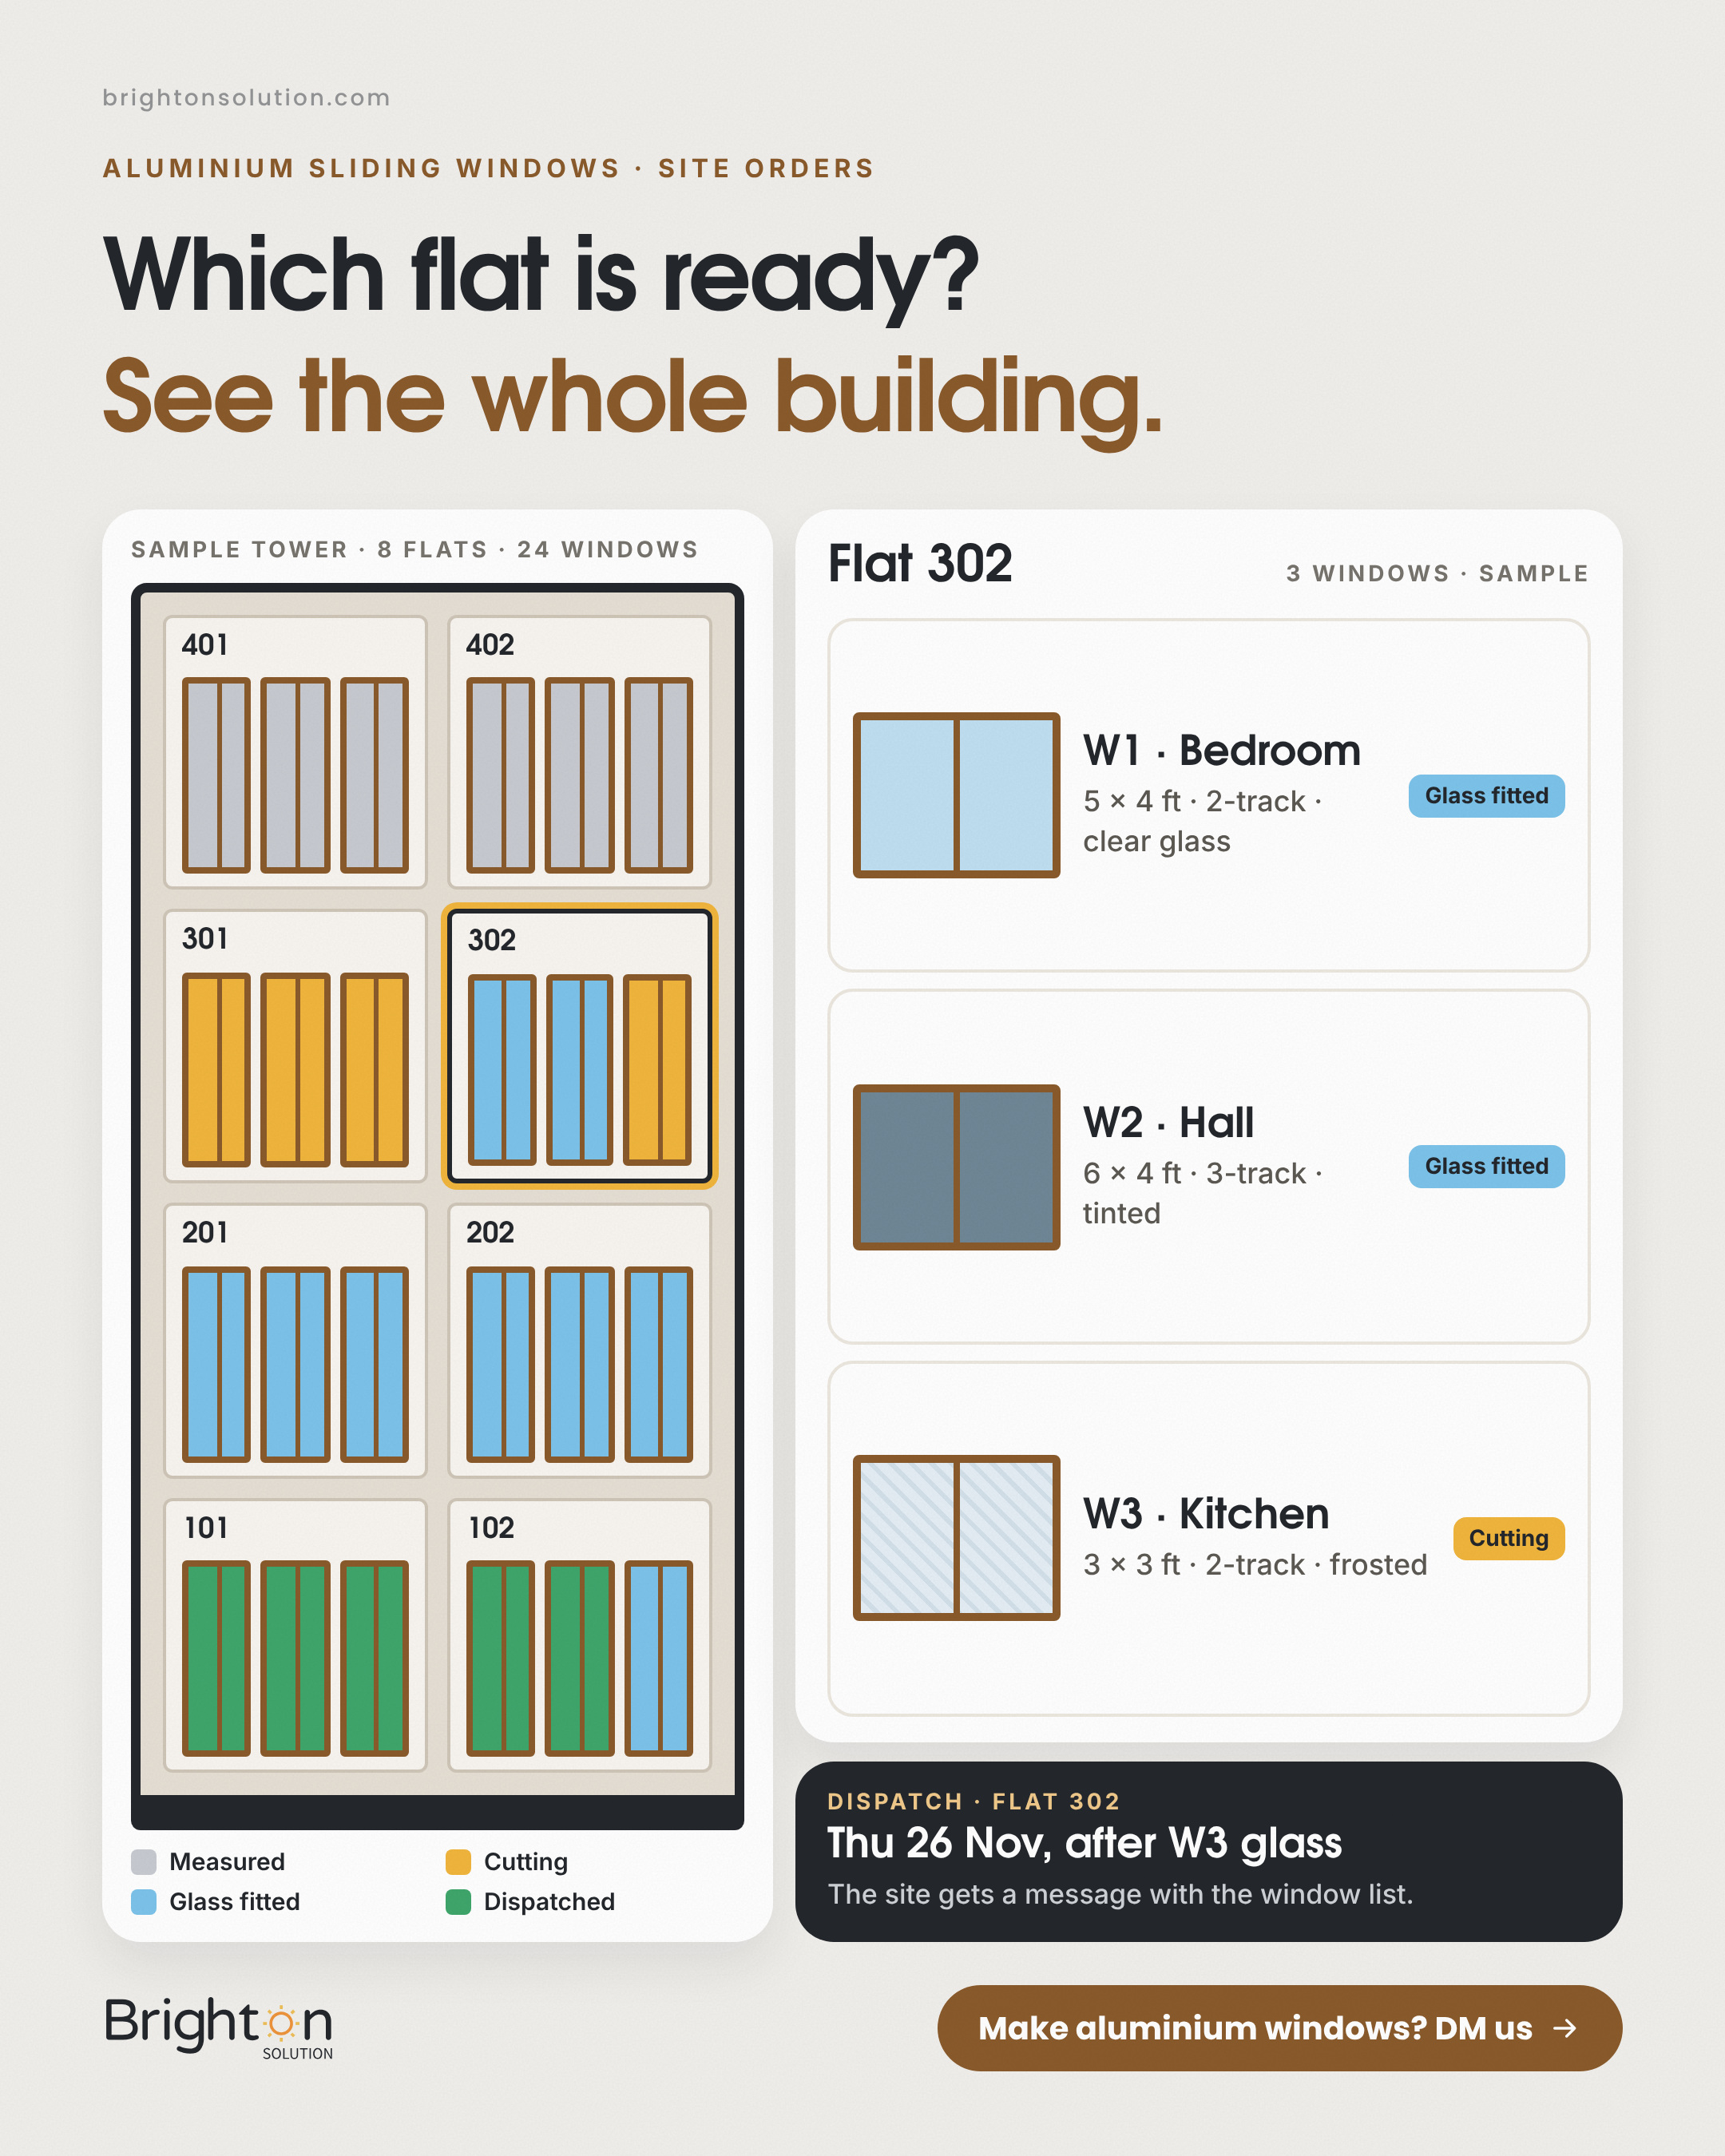 brightonsolution.com
ALUMINIUM SLIDING WINDOWS · SITE ORDERS
Which flat is ready?
See the whole building.
SAMPLE TOWER · 8 FLATS · 24 WINDOWS
401
402
301
302
201
202
101
102
Measured
Cutting
Glass fitted
Dispatched
Flat 302
3 WINDOWS · SAMPLE
W1 · Bedroom
5 × 4 ft · 2-track ·
clear glass
Glass fitted
W2 · Hall
6 × 4 ft · 3-track ·
tinted
Glass fitted
W3 · Kitchen
3 × 3 ft · 2-track · frosted
Cutting
DISPATCH · FLAT 302
Thu 26 Nov, after W3 glass
The site gets a message with the window list.
Brighton
SOLUTION
Make aluminium windows? DM us →